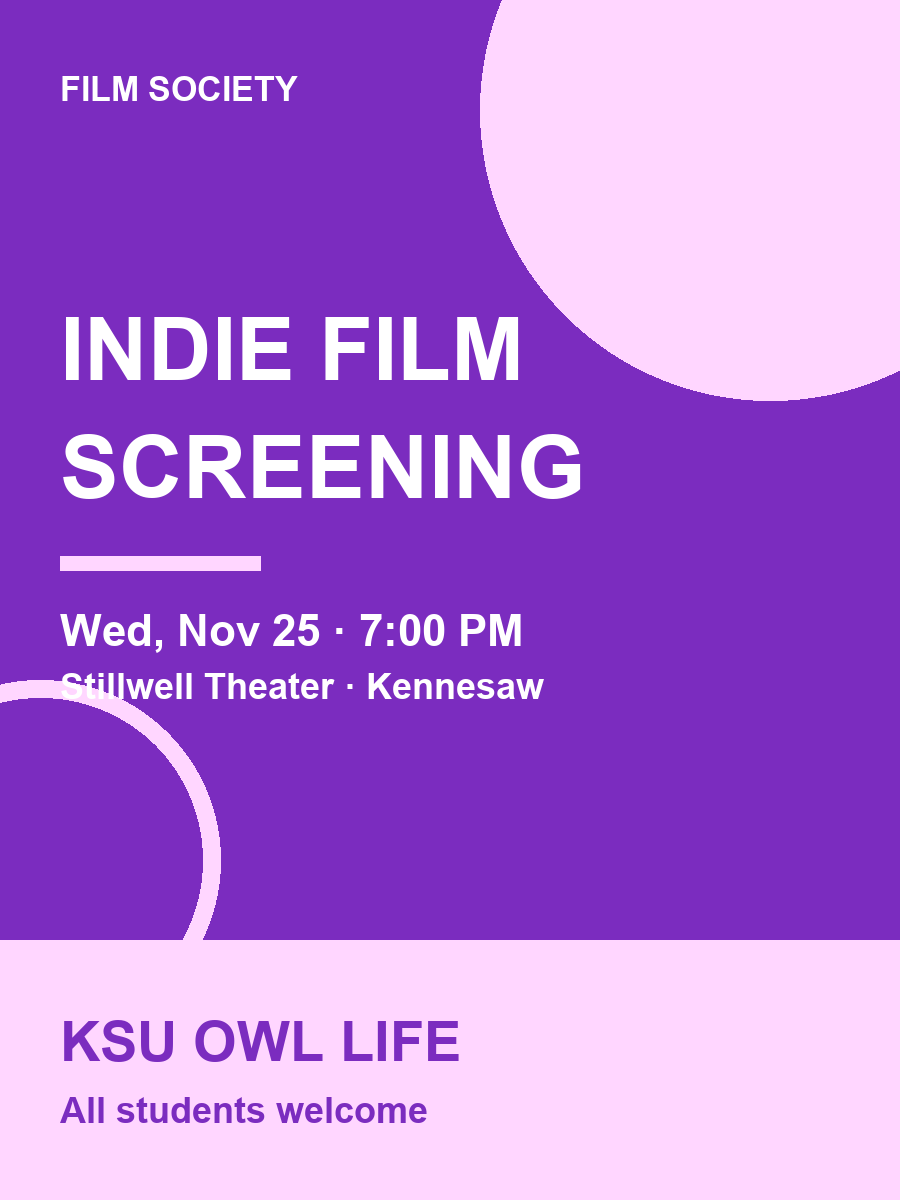 FILM SOCIETY
INDIE FILM
SCREENING
Wed, Nov 25 · 7:00 PM
Stillwell Theater · Kennesaw
KSU OWL LIFE
All students welcome